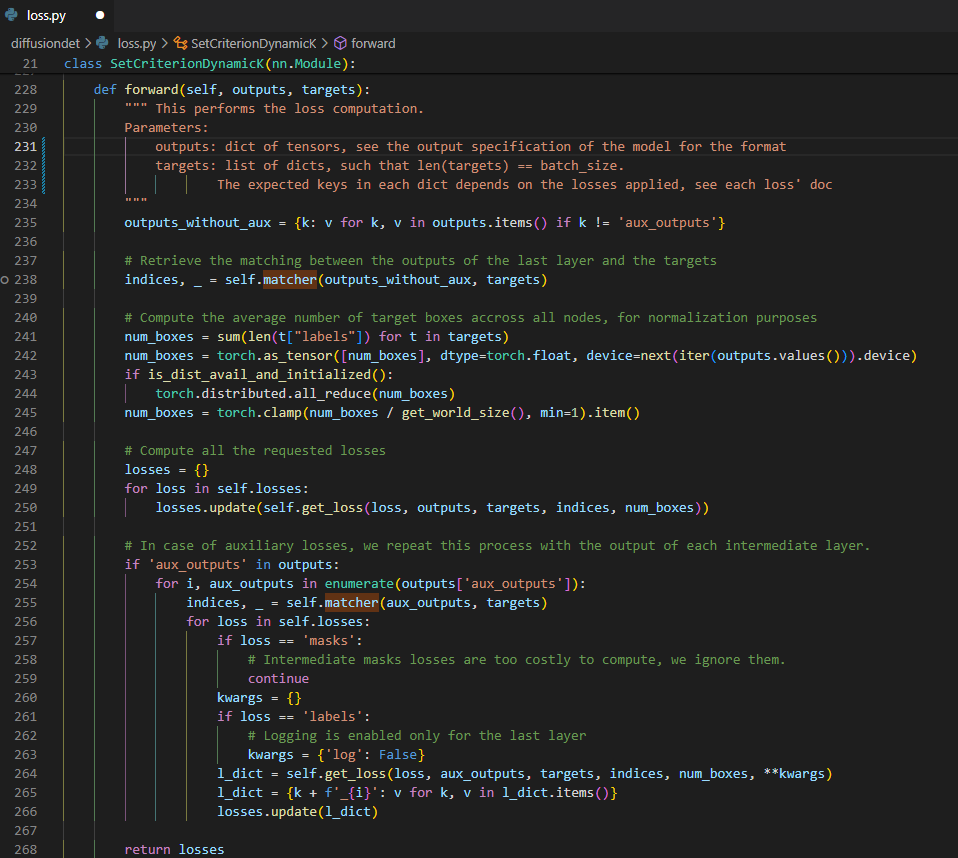 loss.py
diffusiondet > loss.py > SetCriterionDynamicK > forward
21 class SetCriterionDynamicK(nn.Module):
228 def forward(self, outputs, targets):
229 """ This performs the loss computation.
230 Parameters:
231 outputs: dict of tensors, see the output specification of the model for the format
232 targets: list of dicts, such that len(targets) == batch_size.
233 The expected keys in each dict depends on the losses applied, see each loss' doc
234 """
235 outputs_without_aux = {k: v for k, v in outputs.items() if k != 'aux_outputs'}
236
237 # Retrieve the matching between the outputs of the last layer and the targets
238 indices, _ = self.matcher(outputs_without_aux, targets)
239
240 # Compute the average number of target boxes accross all nodes, for normalization purposes
241 num_boxes = sum(len(t["labels"]) for t in targets)
242 num_boxes = torch.as_tensor([num_boxes], dtype=torch.float, device=next(iter(outputs.values())).device)
243 if is_dist_avail_and_initialized():
244 torch.distributed.all_reduce(num_boxes)
245 num_boxes = torch.clamp(num_boxes / get_world_size(), min=1).item()
246
247 # Compute all the requested losses
248 losses = {}
249 for loss in self.losses:
250 losses.update(self.get_loss(loss, outputs, targets, indices, num_boxes))
251
252 # In case of auxiliary losses, we repeat this process with the output of each intermediate layer.
253 if 'aux_outputs' in outputs:
254 for i, aux_outputs in enumerate(outputs['aux_outputs']):
255 indices, _ = self.matcher(aux_outputs, targets)
256 for loss in self.losses:
257 if loss == 'masks':
258 # Intermediate masks losses are too costly to compute, we ignore them.
259 continue
260 kwargs = {}
261 if loss == 'labels':
262 # Logging is enabled only for the last layer
263 kwargs = {'log': False}
264 l_dict = self.get_loss(loss, aux_outputs, targets, indices, num_boxes, **kwargs)
265 l_dict = {k + f'_{i}': v for k, v in l_dict.items()}
266 losses.update(l_dict)
267
268 return losses